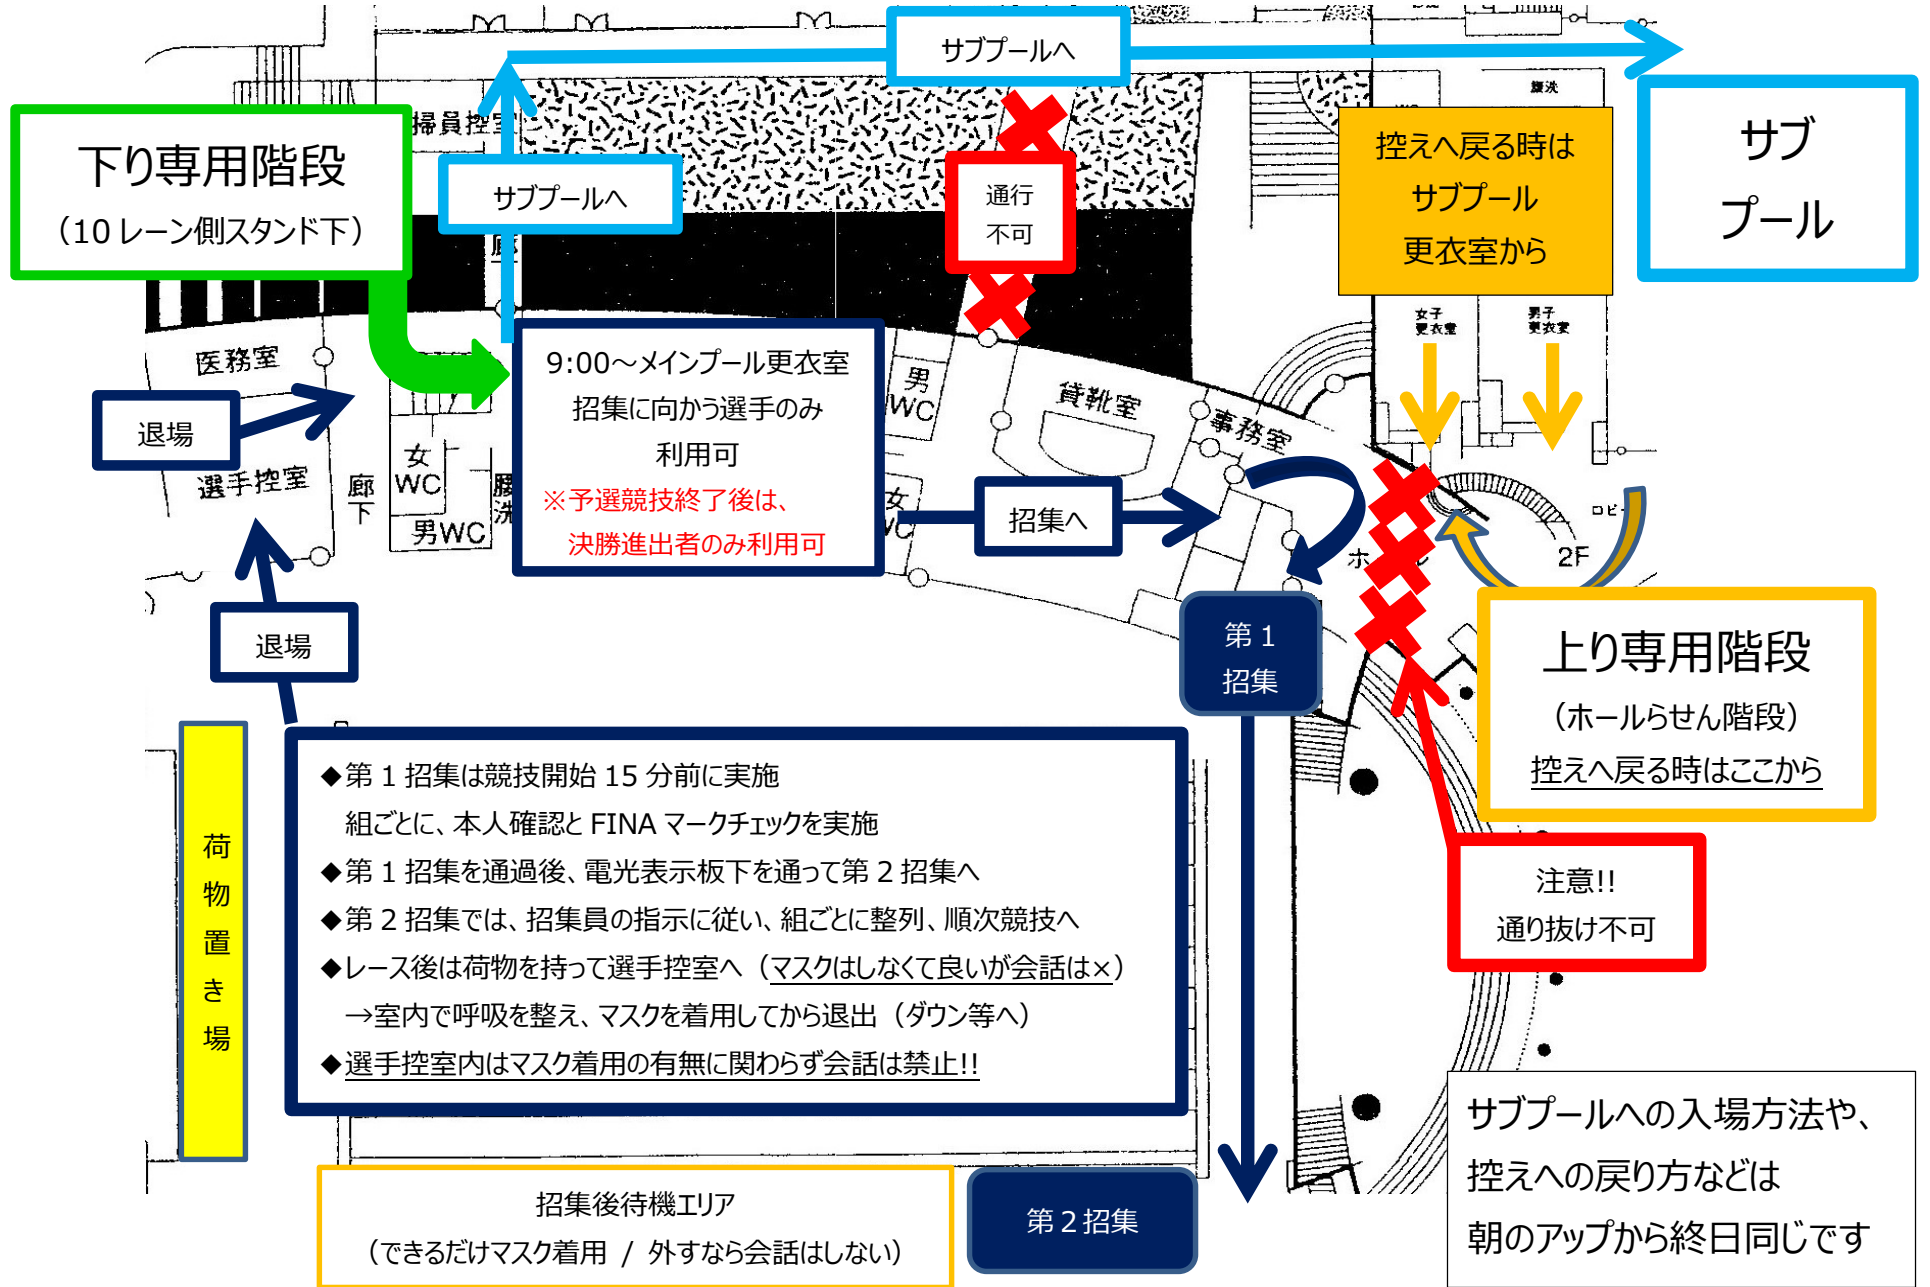 サブプールへ
腰洗
掃員控室
下り専用階段
（10 レーン側スタンド下）
サブプールへ
通行
不可
控えへ戻る時は
サブプール
更衣室から
サブ
プール
女子
更衣室
男子
更衣室
医務室
退場
選手控室
廊下
女
WC
男WC
腰洗
9:00～メインプール更衣室
招集に向かう選手のみ
利用可
※予選競技終了後は、
決勝進出者のみ利用可
男
WC
女
WC
貸靴室
事務室
招集へ
ロビー
2F
退場
第 1
招集
上り専用階段
（ホールらせん階段）
控えへ戻る時はここから
荷物置き場
◆第 1 招集は競技開始 15 分前に実施
組ごとに、本人確認と FINA マークチェックを実施
◆第 1 招集を通過後、電光表示板下を通って第 2 招集へ
◆第 2 招集では、招集員の指示に従い、組ごとに整列、順次競技へ
◆レース後は荷物を持って選手控室へ（マスクはしなくて良いが会話は×）
→室内で呼吸を整え、マスクを着用してから退出（ダウン等へ）
◆選手控室内はマスク着用の有無に関わらず会話は禁止!!
注意!!
通り抜け不可
招集後待機エリア
（できるだけマスク着用 / 外すなら会話はしない）
第 2 招集
サブプールへの入場方法や、
控えへの戻り方などは
朝のアップから終日同じです